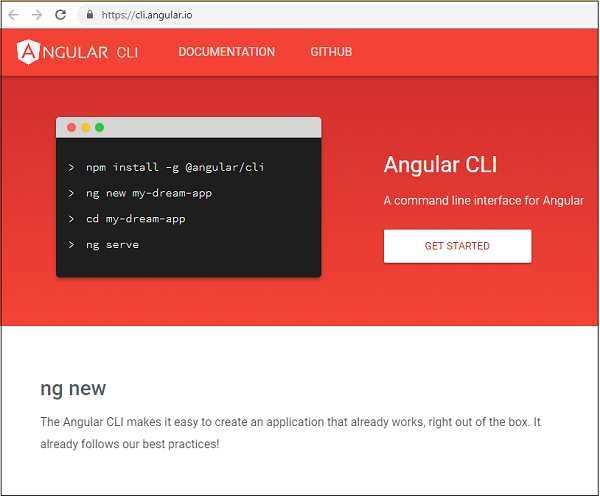 https://cli.angular.io
ANGULAR CLI DOCUMENTATION GITHUB
> npm install -g @angular/cli
> ng new my-dream-app
> cd my-dream-app
> ng serve
Angular CLI
A command line interface for Angular
GET STARTED
ng new
The Angular CLI makes it easy to create an application that already works, right out of the box. It
already follows our best practices!